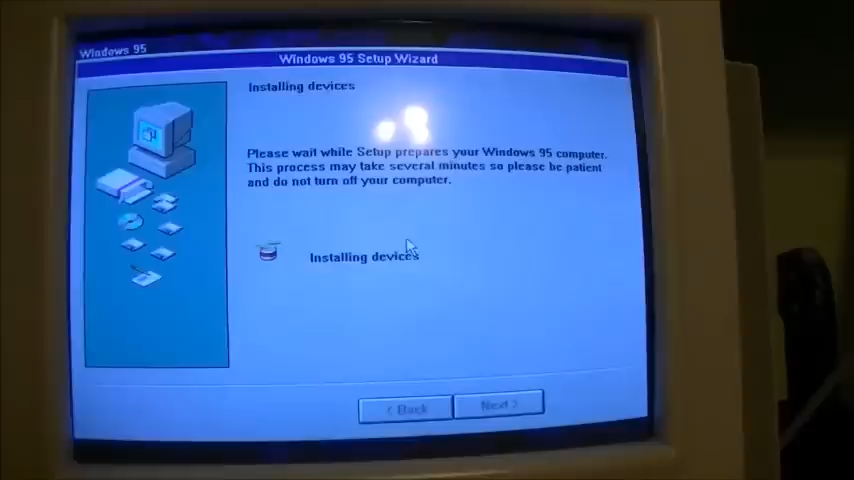 Windows 95
Windows 95 Setup Wizard
Installing devices
Please wait while Setup prepares your Windows 95 computer.
This process may take several minutes so please be patient
and do not turn off your computer.
Installing devices
< Back
Next >